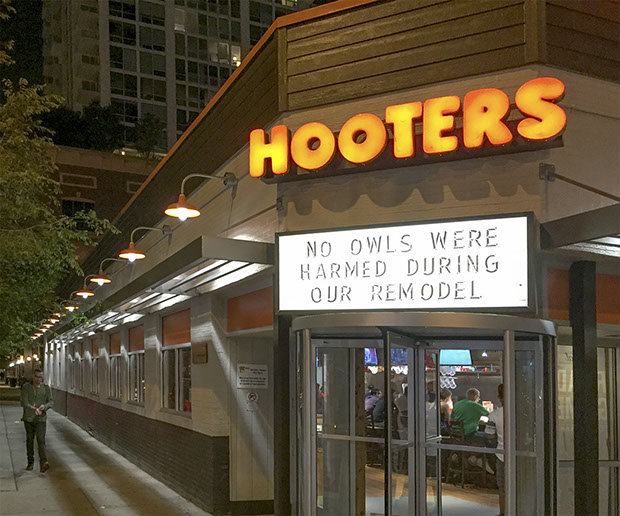 HOOTERS
NO OWLS WERE
HARMED DURING
OUR REMODEL